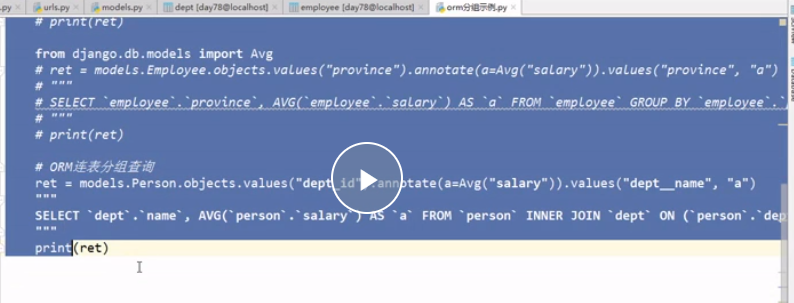 .py urls.py models.py dept [day78@localhost] employee [day78@localhost] orm分组示例.py
# print(ret)
from django.db.models import Avg
# ret = models.Employee.objects.values("province").annotate(a=Avg("salary")).values("province", "a")
# """
# SELECT `employee`.`province`, AVG(`employee`.`salary`) AS `a` FROM `employee` GROUP BY `employee`.`
# """
# print(ret)
# ORM连表分组查询
ret = models.Person.objects.values("dept_id").annotate(a=Avg("salary")).values("dept__name", "a")
"""
SELECT `dept`.`name`, AVG(`person`.`salary`) AS `a` FROM `person` INNER JOIN `dept` ON (`person`.`dep
"""
print(ret)